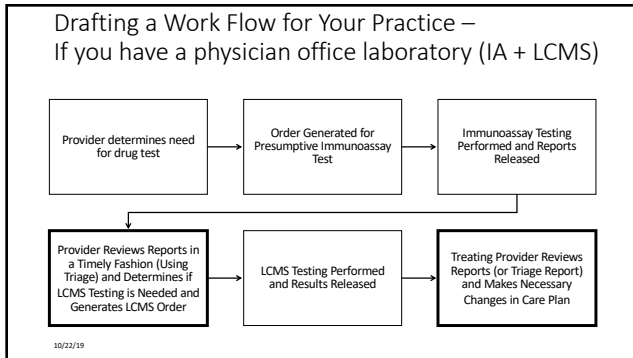 Drafting a Work Flow for Your Practice –
If you have a physician office laboratory (IA + LCMS)
Provider determines need
for drug test
Order Generated for
Presumptive Immunoassay
Test
Immunoassay Testing
Performed and Reports
Released
Provider Reviews Reports in
a Timely Fashion (Using
Triage) and Determines if
LCMS Testing is Needed and
Generates LCMS Order
LCMS Testing Performed
and Results Released
Treating Provider Reviews
Reports (or Triage Report)
and Makes Necessary
Changes in Care Plan
10/22/19